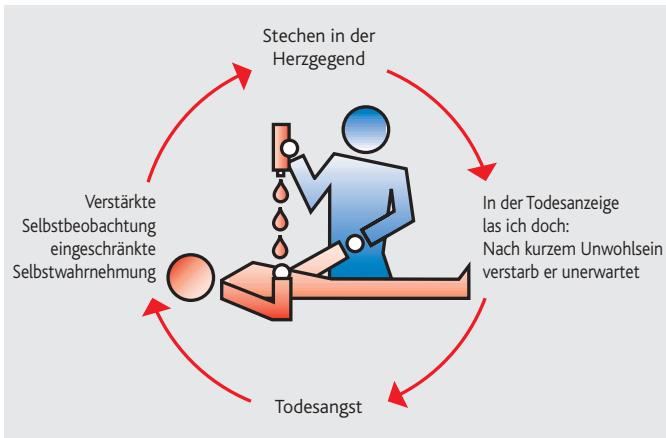 Stechen in der
Herzgegend
In der Todesanzeige
las ich doch:
Nach kurzem Unwohlsein
verstarb er unerwartet
Todesangst
Verstärkte
Selbstbeobachtung
eingeschränkte
Selbstwahrnehmung